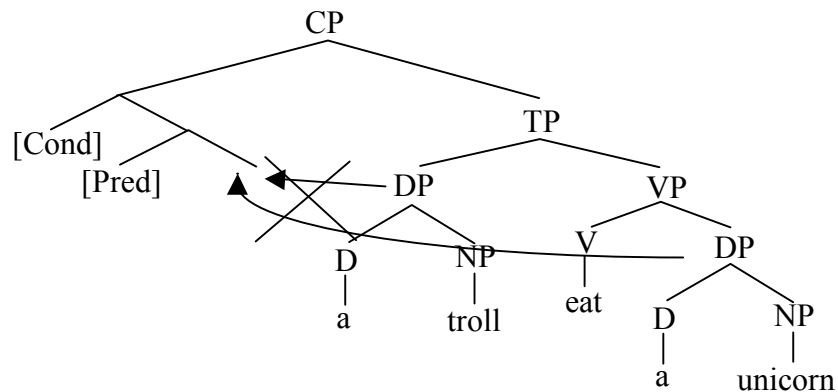 CP
TP
[Cond]
[Pred]
DP
VP
D
NP
V
DP
a
troll
eat
D
NP
a
unicorn